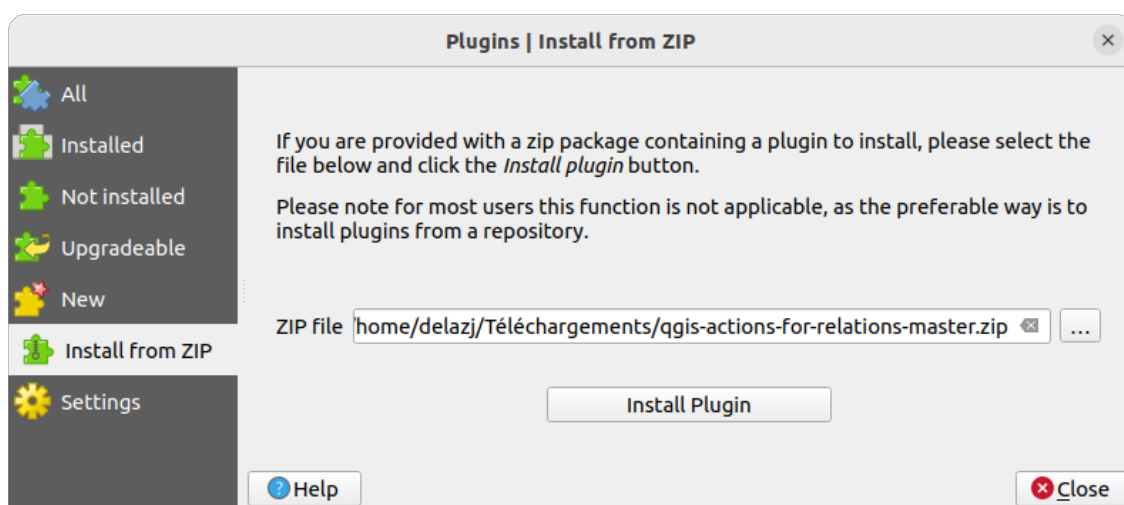 Plugins | Install from ZIP
All
Installed
Not installed
Upgradeable
New
Install from ZIP
Settings
If you are provided with a zip package containing a plugin to install, please select the
file below and click the Install plugin button.
Please note for most users this function is not applicable, as the preferable way is to
install plugins from a repository.
ZIP file /home/delazj/Téléchargements/qgis-actions-for-relations-master.zip ...
Install Plugin
Help
Close